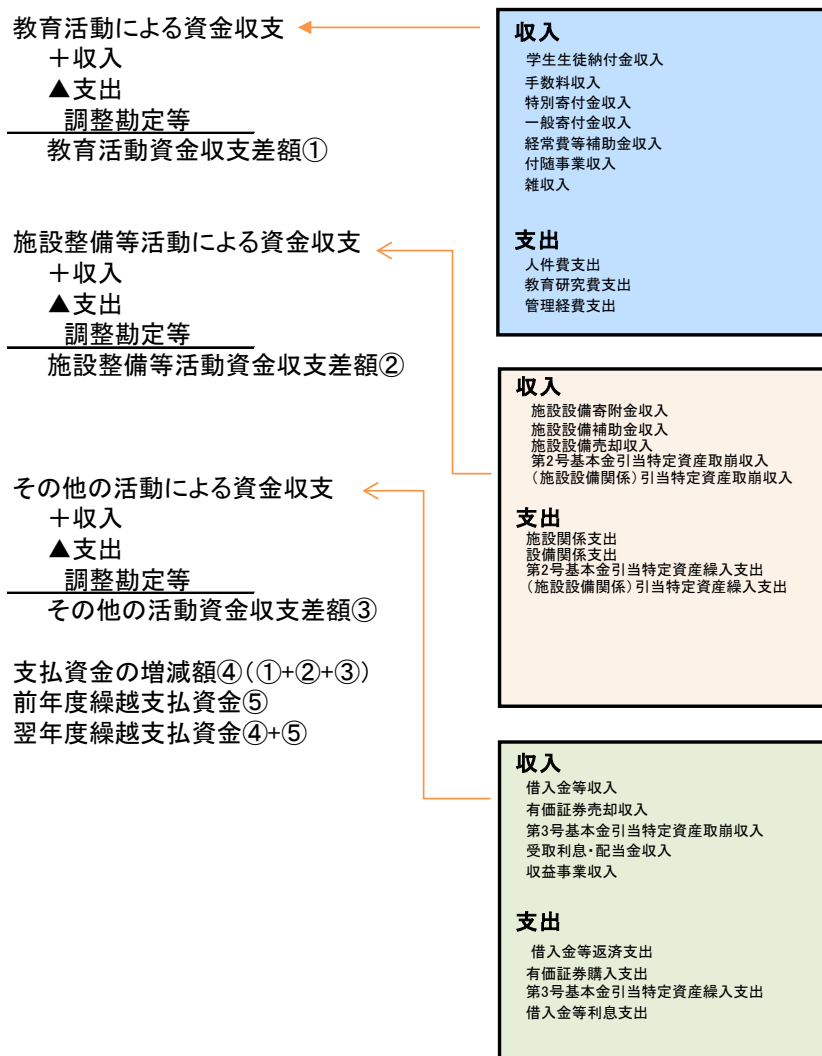 教育活動による資金収支
＋収入
▲支出
調整勘定等
教育活動資金収支差額①
施設整備等活動による資金収支
＋収入
▲支出
調整勘定等
施設整備等活動資金収支差額②
その他の活動による資金収支
＋収入
▲支出
調整勘定等
その他の活動資金収支差額③
支払資金の増減額④(①+②+③)
前年度繰越支払資金⑤
翌年度繰越支払資金④+⑤
収入
学生生徒納付金収入
手数料収入
特別寄付金収入
一般寄付金収入
経常費等補助金収入
付随事業収入
雑収入
支出
人件費支出
教育研究費支出
管理経費支出
収入
施設設備寄附金収入
施設設備補助金収入
施設設備売却収入
第2号基本金引当特定資産取崩収入
(施設設備関係)引当特定資産取崩収入
支出
施設関係支出
設備関係支出
第2号基本金引当特定資産繰入支出
(施設設備関係)引当特定資産繰入支出
収入
借入金等収入
有価証券売却収入
第3号基本金引当特定資産取崩収入
受取利息・配当金収入
収益事業収入
支出
借入金等返済支出
有価証券購入支出
第3号基本金引当特定資産繰入支出
借入金等利息支出